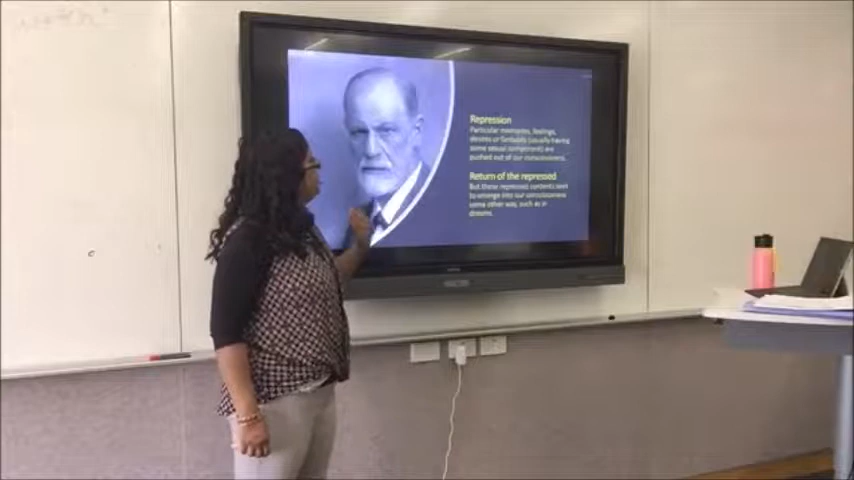 Repression
Particular memories, feelings,
desires or fantasies (usually having
some sexual component) are
pushed out of our consciousness.
Return of the repressed
But these repressed contents seek
to emerge into our consciousness
some other way, such as in
dreams.